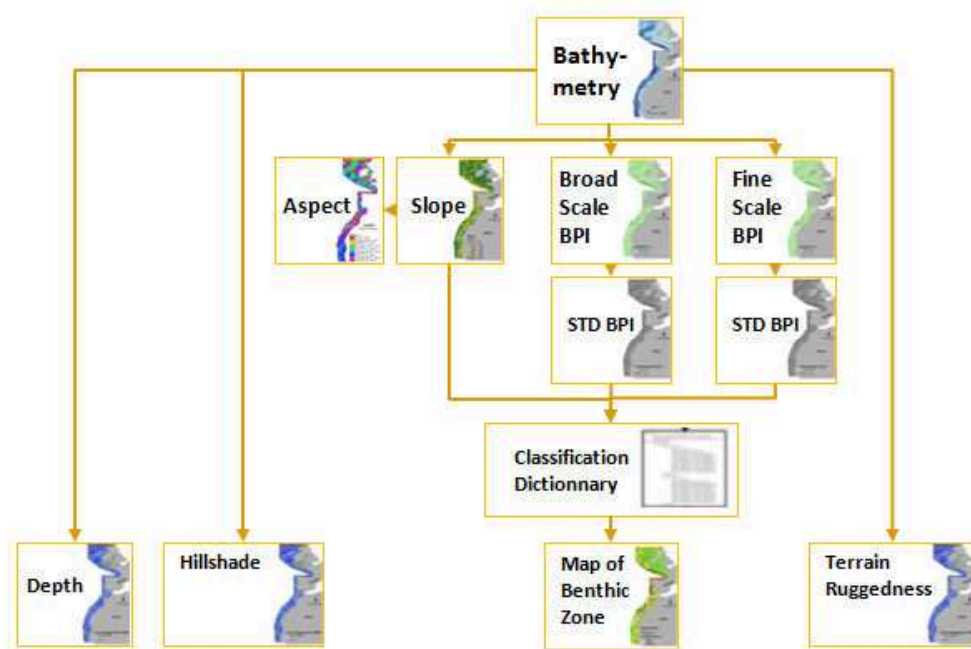 Bathy-
metry
Aspect
Slope
Broad
Scale
BPI
Fine
Scale
BPI
STD BPI
STD BPI
Classification
Dictionnary
Depth
Hillshade
Map of
Benthic
Zone
Terrain
Ruggedness